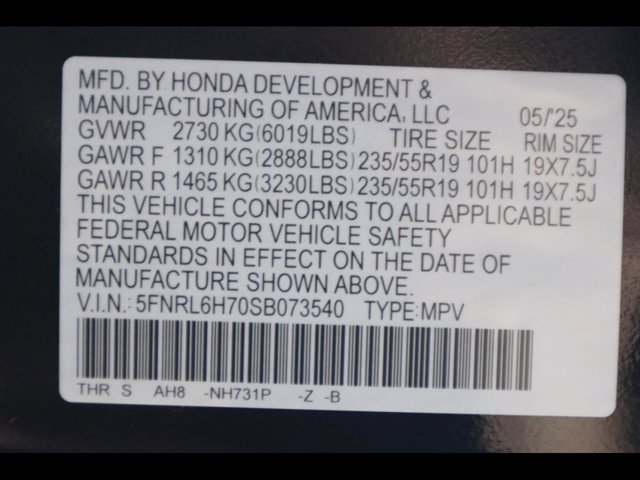 MFD. BY HONDA DEVELOPMENT &
MANUFACTURING OF AMERICA, LLC 05/'25
GVWR 2730 KG(6019LBS) TIRE SIZE RIM SIZE
GAWR F 1310 KG(2888LBS) 235/55R19 101H 19X7.5J
GAWR R 1465 KG(3230LBS) 235/55R19 101H 19X7.5J
THIS VEHICLE CONFORMS TO ALL APPLICABLE
FEDERAL MOTOR VEHICLE SAFETY
STANDARDS IN EFFECT ON THE DATE OF
MANUFACTURE SHOWN ABOVE.
V.I.N.: 5FNRL6H70SB073540 TYPE:MPV
THR S AH8 -NH731P -Z -B